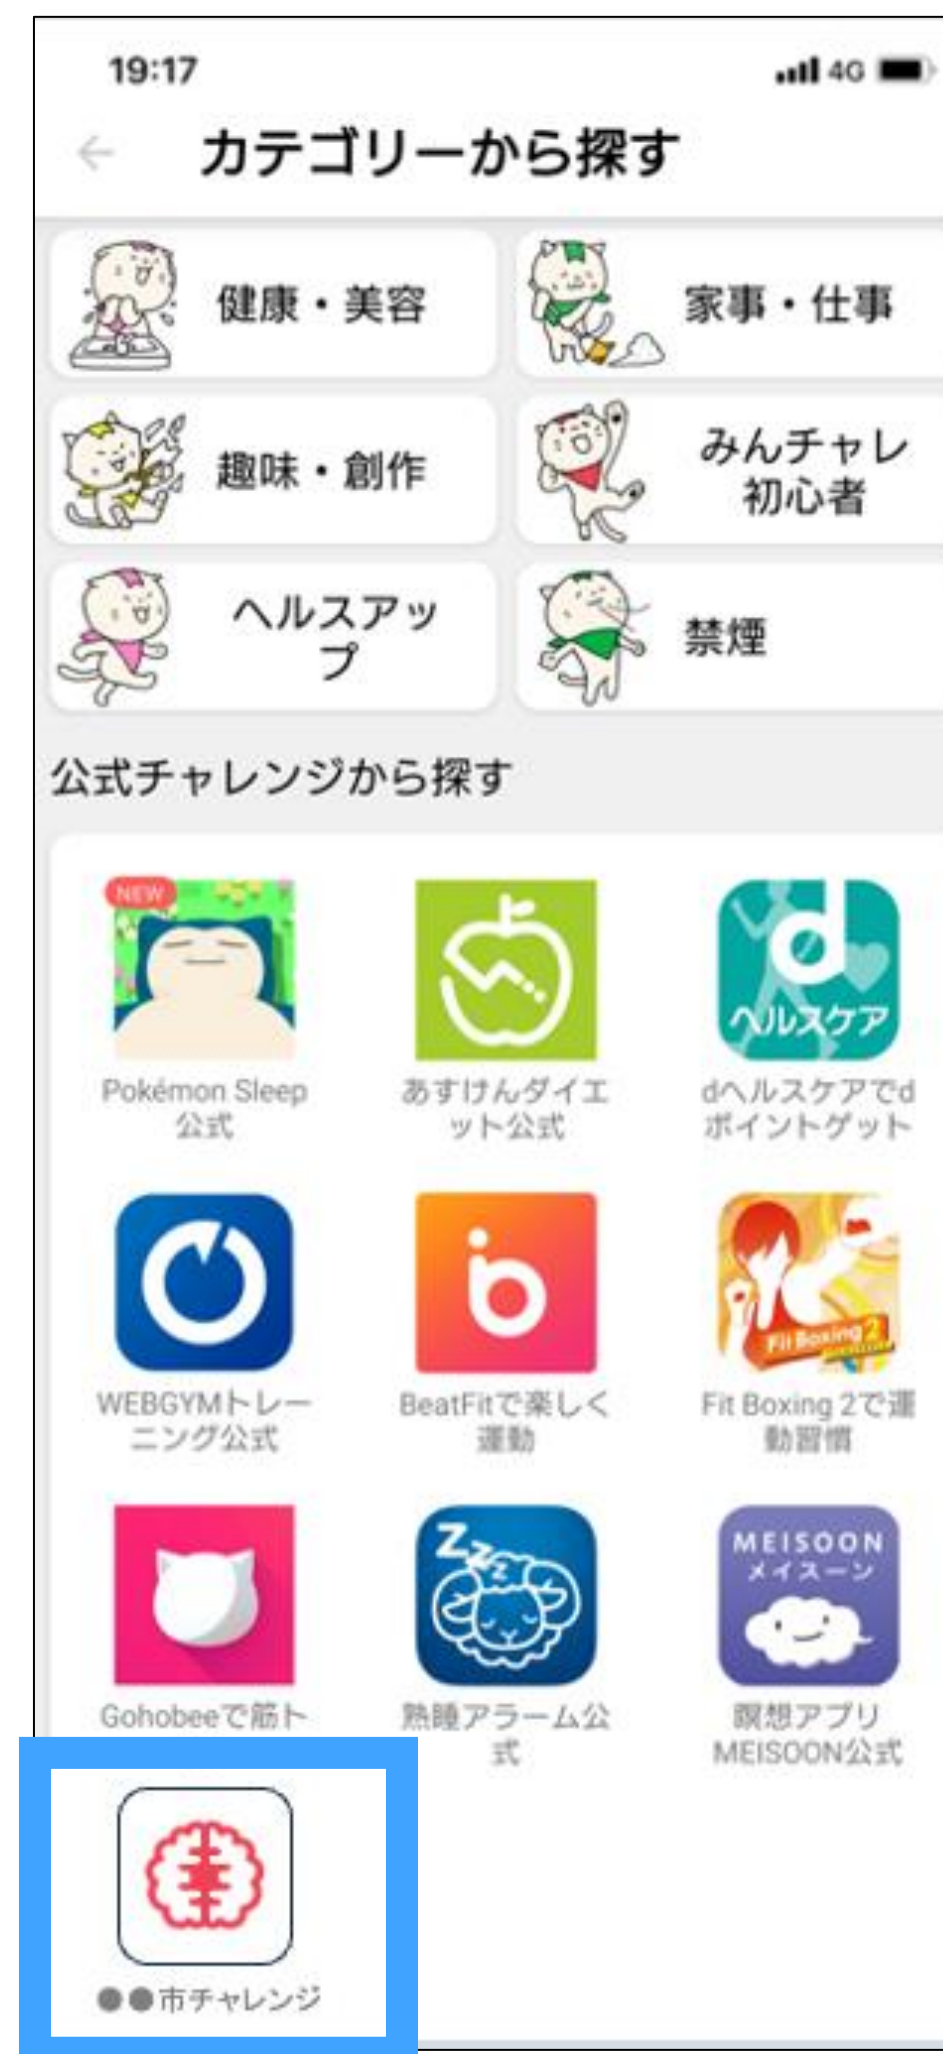 19:17
4G
カテゴリーから探す
健康・美容
家事・仕事
趣味・創作
みんチャレ
初心者
ヘルスアッ
プ
禁煙
公式チャレンジから探す
NEW
d
ヘルスケア
Pokémon Sleep
公式
あすけんダイエ
ット公式
dヘルスケアでd
ポイントゲット
b
Fit Boxing 2
WEBGYMトレー
ニング公式
BeatFitで楽しく
運動
Fit Boxing 2で運
動習慣
Zzz
MEISOON
メイスーン
Gohobeeで筋ト
熟睡アラーム公
式
瞑想アプリ
MEISOON公式
●●市チャレンジ